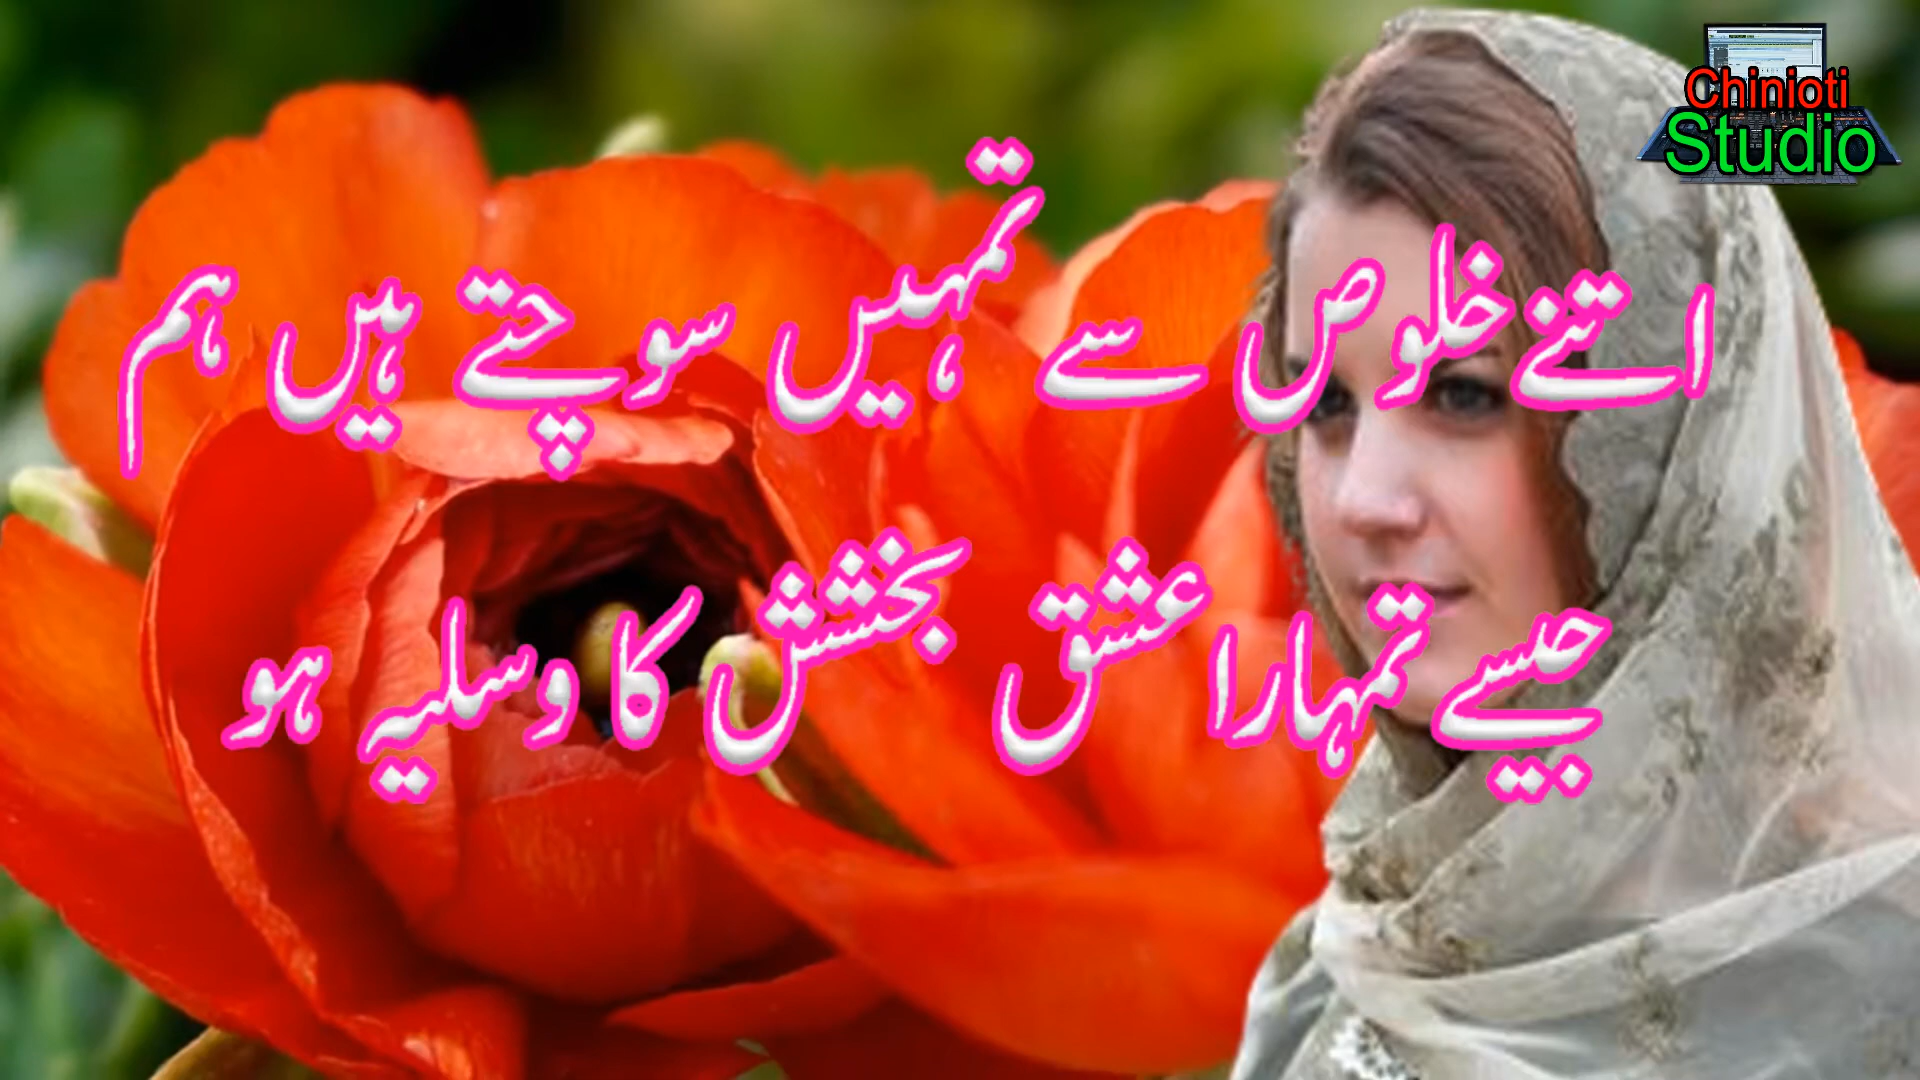 Chinioti
Studio
اتنے خلوص سے تمہیں سوچتے ہیں ہم
جیسے تمہارا عشق بخشش کا وسلیہ ہو